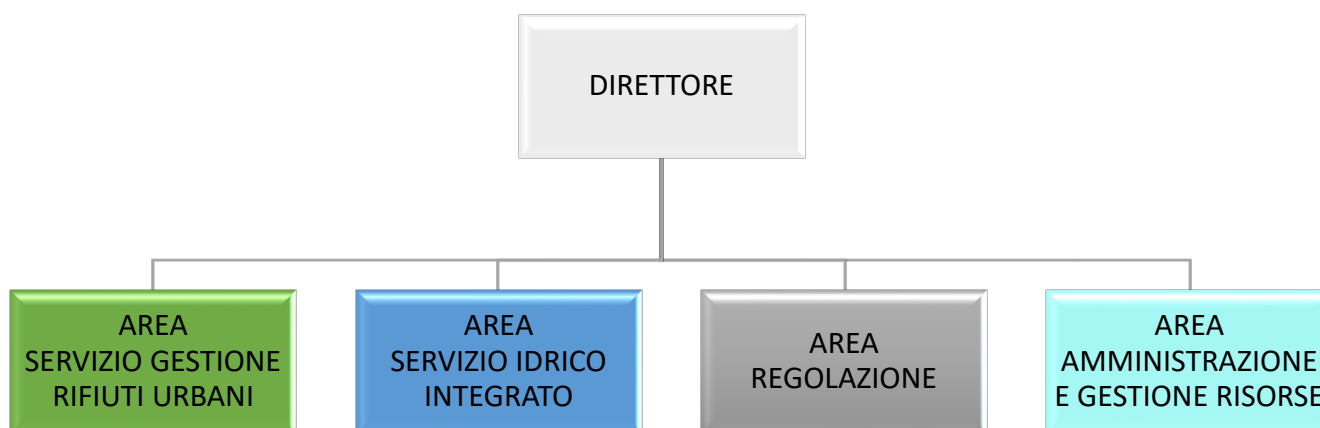 DIRETTORE
AREA
SERVIZIO GESTIONE
RIFIUTI URBANI
AREA
SERVIZIO IDRICO
INTEGRATO
AREA
REGOLAZIONE
AREA
AMMINISTRAZIONE
E GESTIONE RISORSE